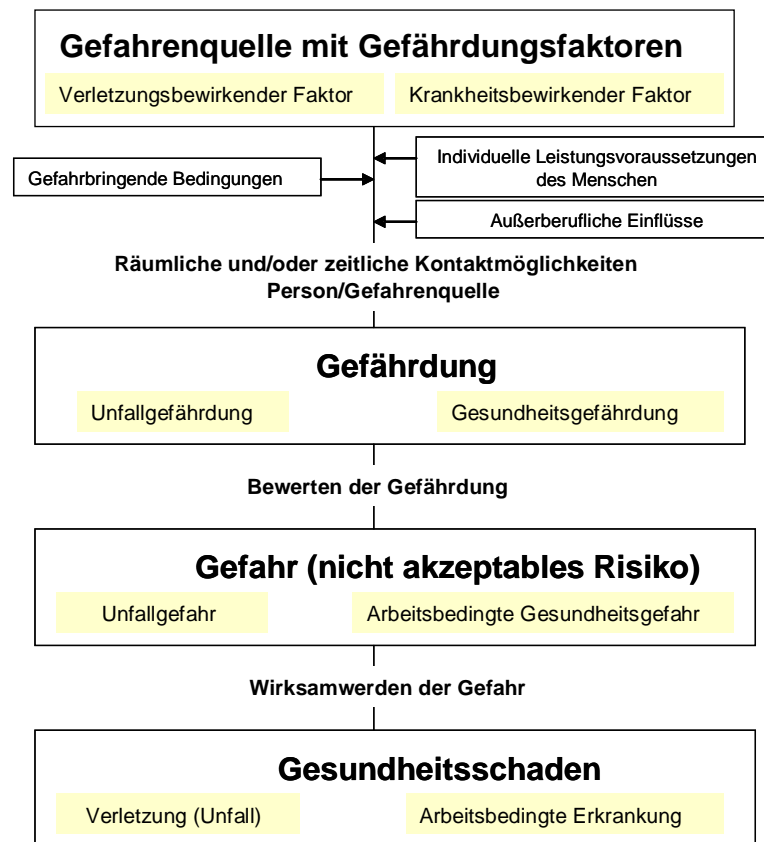 Gefahrenquelle mit Gefährdungsfaktoren
Verletzungsbewirkender Faktor
Krankheitsbewirkender Faktor
Individuelle Leistungsvoraussetzungen
des Menschen
Gefahrbringende Bedingungen
Außerberufliche Einflüsse
Räumliche und/oder zeitliche Kontaktmöglichkeiten
Person/Gefahrenquelle
Gefährdung
Unfallgefährdung
Gesundheitsgefährdung
Bewerten der Gefährdung
Gefahr (nicht akzeptables Risiko)
Unfallgefahr
Arbeitsbedingte Gesundheitsgefahr
Wirksamwerden der Gefahr
Gesundheitsschaden
Verletzung (Unfall)
Arbeitsbedingte Erkrankung